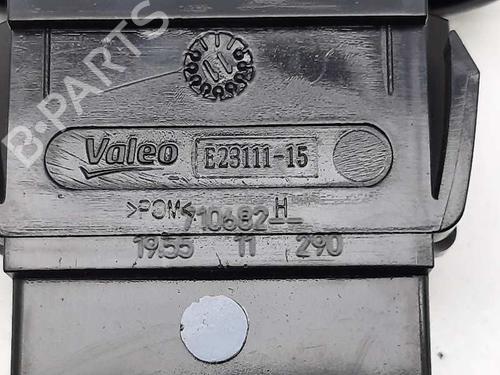 B-PARTS
Valeo E23111-15
>POM<
710682 H
19.55 11 290